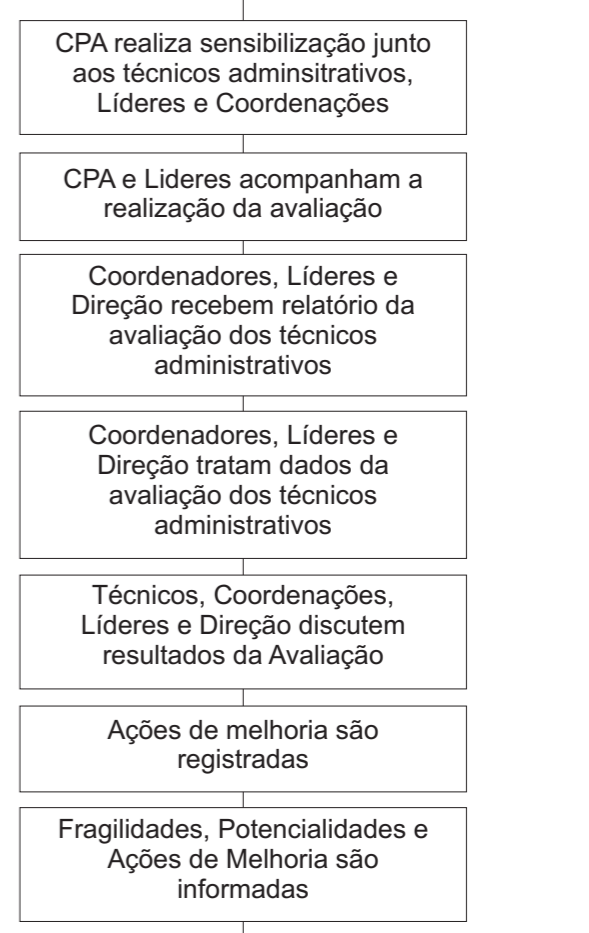 CPA realiza sensibilização junto
aos técnicos adminsitrativos,
Líderes e Coordenações
CPA e Lideres acompanham a
realização da avaliação
Coordenadores, Líderes e
Direção recebem relatório da
avaliação dos técnicos
administrativos
Coordenadores, Líderes e
Direção tratam dados da
avaliação dos técnicos
administrativos
Técnicos, Coordenações,
Líderes e Direção discutem
resultados da Avaliação
Ações de melhoria são
registradas
Fragilidades, Potencialidades e
Ações de Melhoria são
informadas